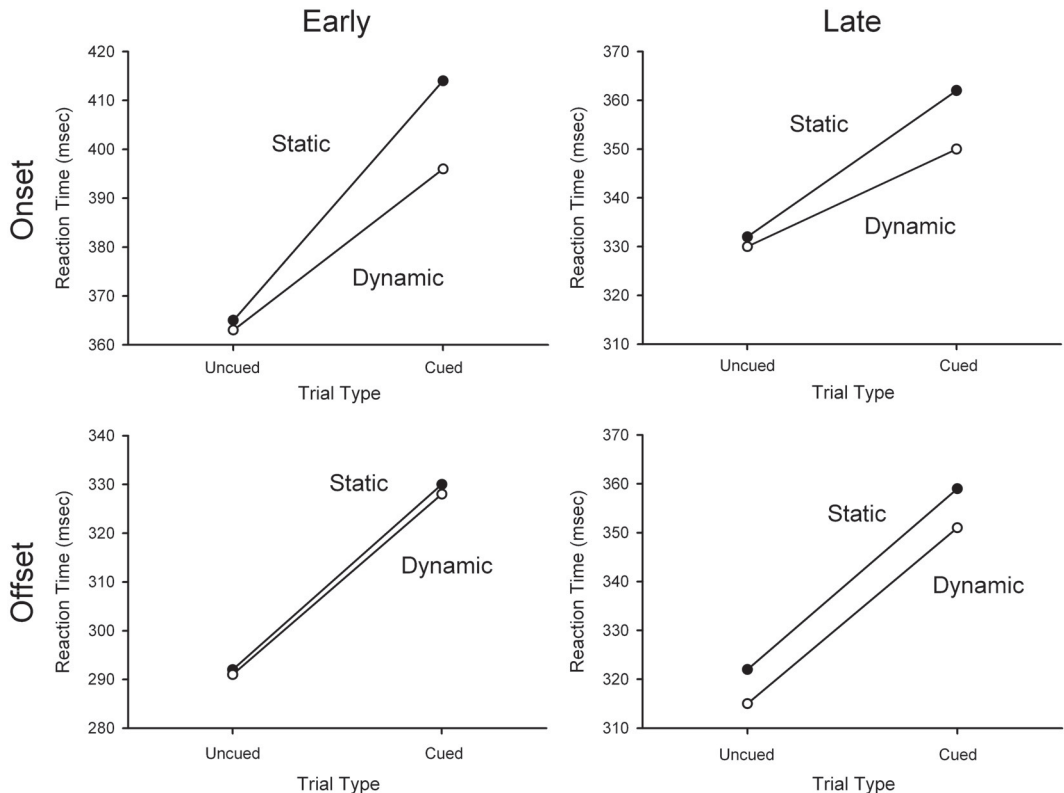 Early
Late
Onset
Offset
Reaction Time (msec)
420
410
400
390
380
370
360
Static
Dynamic
Uncued
Cued
Trial Type
Reaction Time (msec)
370
360
350
340
330
320
310
Static
Dynamic
Uncued
Cued
Trial Type
Reaction Time (msec)
340
330
320
310
300
290
280
Static
Dynamic
Uncued
Cued
Trial Type
Reaction Time (msec)
370
360
350
340
330
320
310
Static
Dynamic
Uncued
Cued
Trial Type